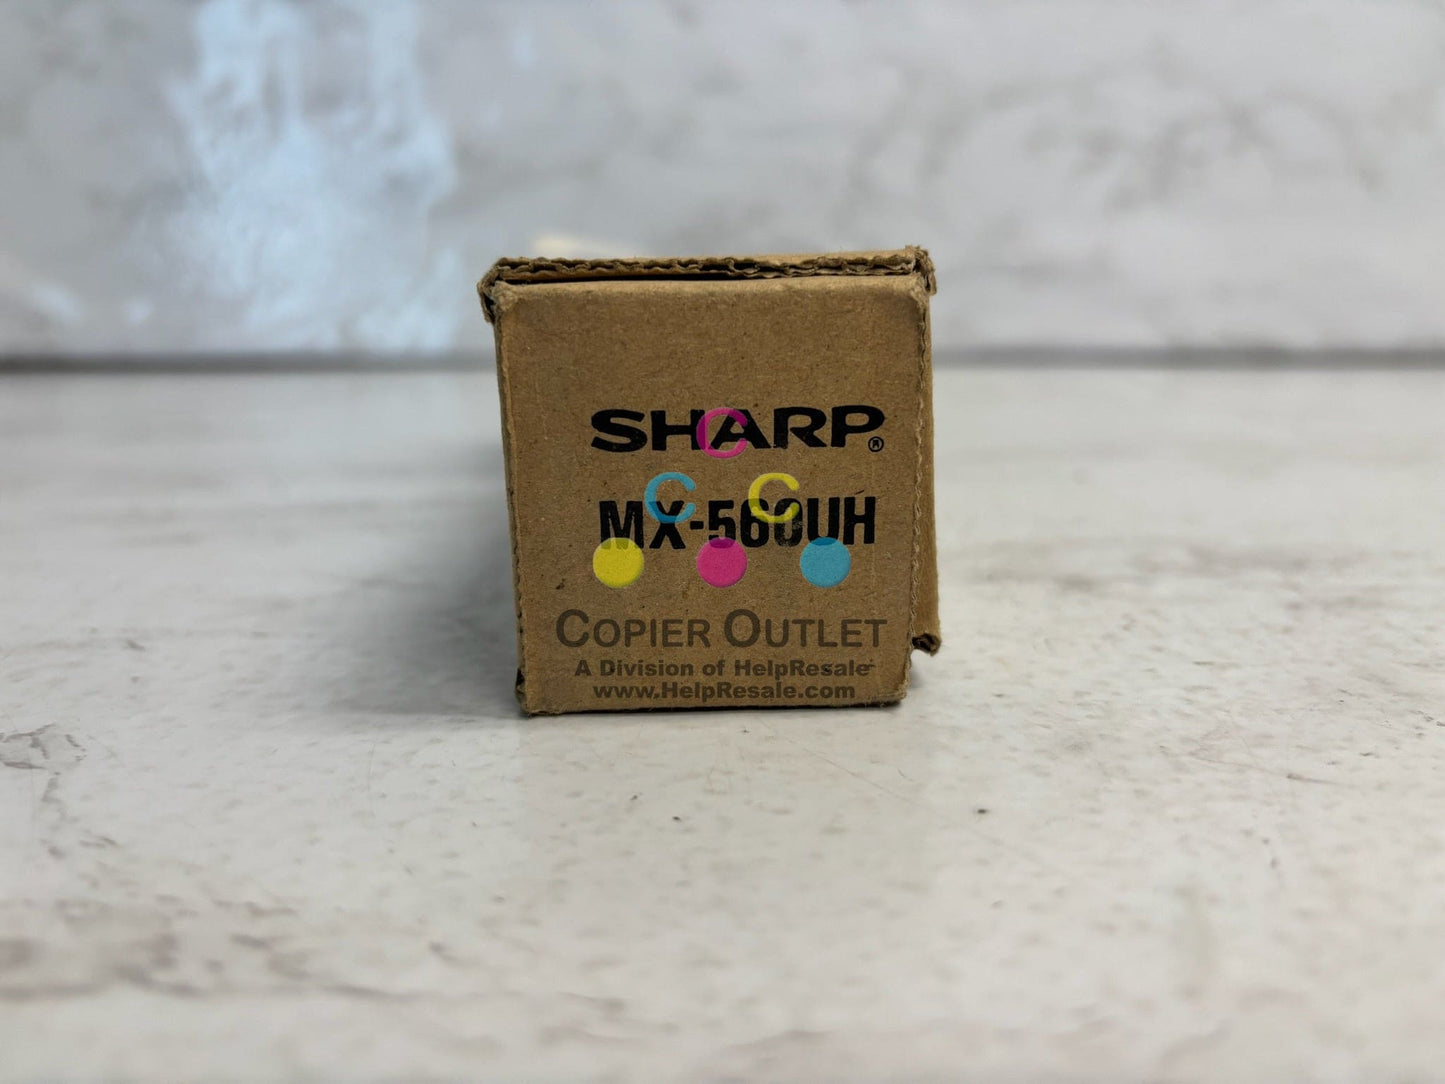 SHARP®
MX-560UH
C
C C
COPIER OUTLET
A Division of HelpResale
www.HelpResale.com